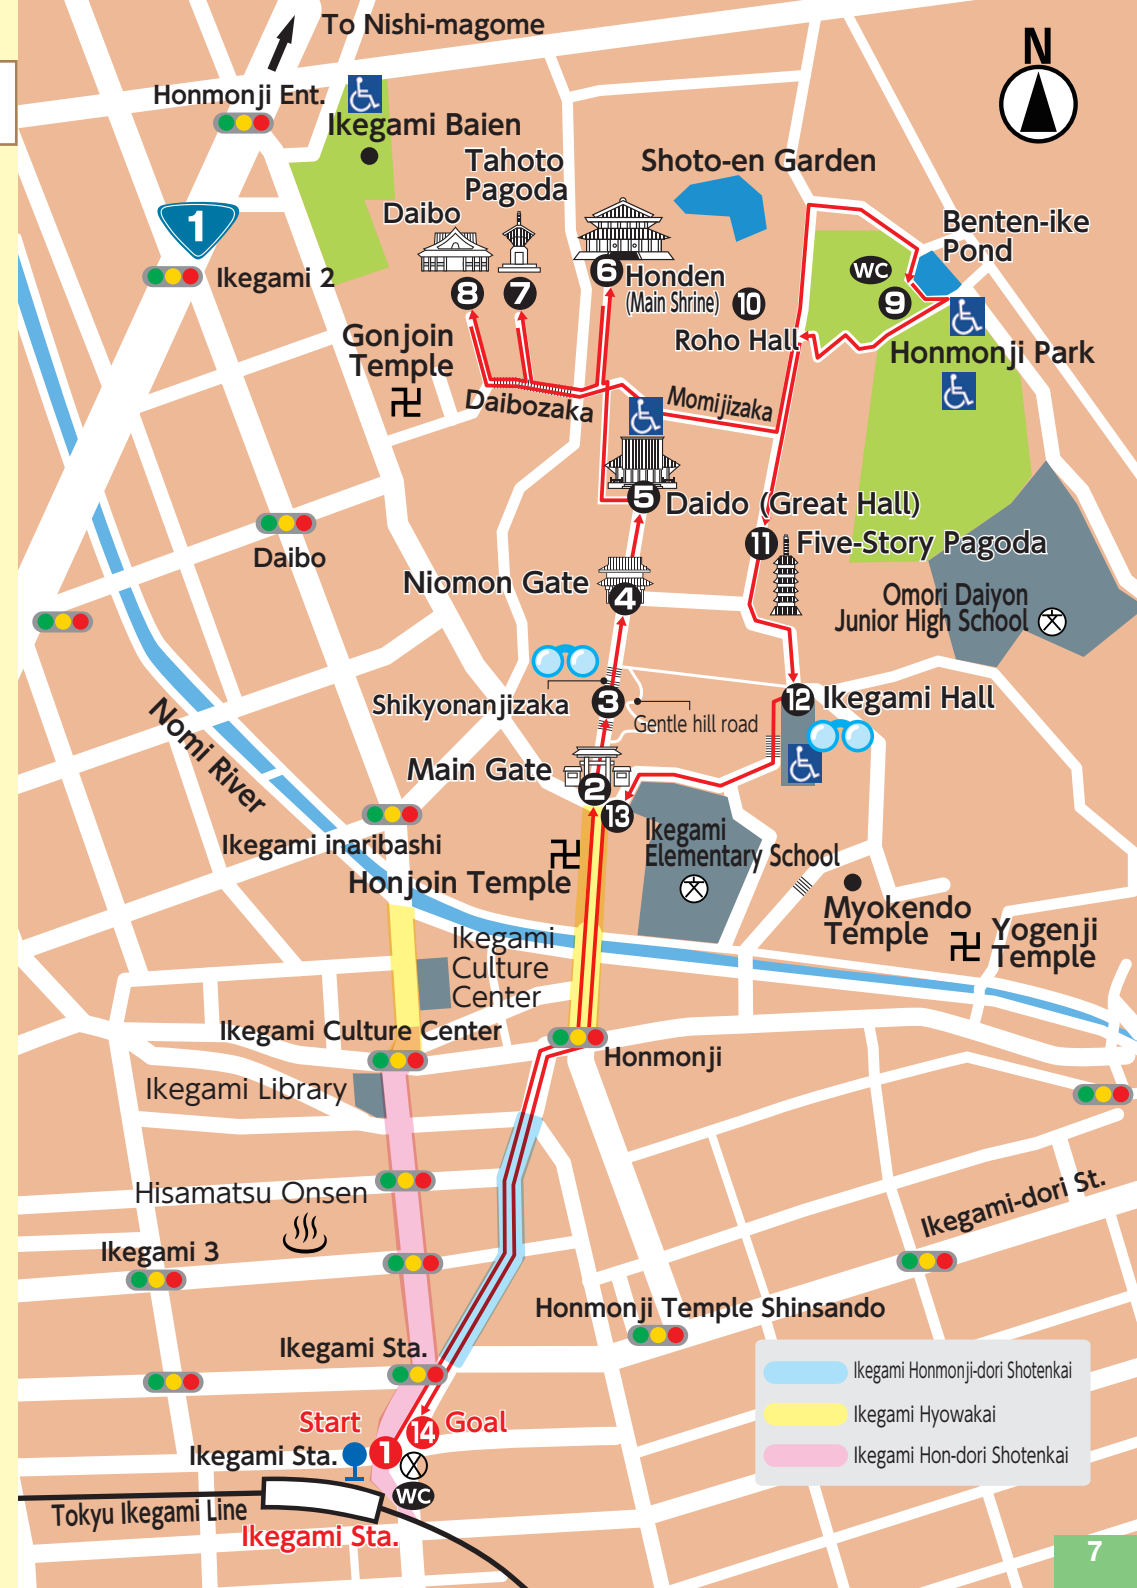 To Nishi-magome
N
Honmonji Ent.
Ikegami Baien
Tahoto
Pagoda
Shoto-en Garden
Daibo
1
Benten-ike
Pond
WC
Ikegami 2
6
Honden
(Main Shrine)
8
7
10
9
Roho Hall
Gonjoin
Temple
Honmonji Park
Daibozaka
Momijizaka
5
Daido (Great Hall)
11
Five-Story Pagoda
Daibo
Niomon Gate
4
Omori Daiyon
Junior High School
文
Shikyonanjizaka
3
12
Ikegami Hall
Gentle hill road
Nomi River
Main Gate
2
13
Ikegami
Elementary School
文
Ikegami inaribashi
Honjoin Temple
Myokendo
Temple
Yogenji
Temple
Ikegami
Culture
Center
Ikegami Culture Center
Honmonji
Ikegami Library
Hisamatsu Onsen
Ikegami-dori St.
Ikegami 3
Honmonji Temple Shinsando
Ikegami Sta.
Ikegami Honmonji-dori Shotenkai
Ikegami Hyowakai
Ikegami Hon-dori Shotenkai
Start
14
Goal
Ikegami Sta.
1
WC
Tokyu Ikegami Line
Ikegami Sta.
7